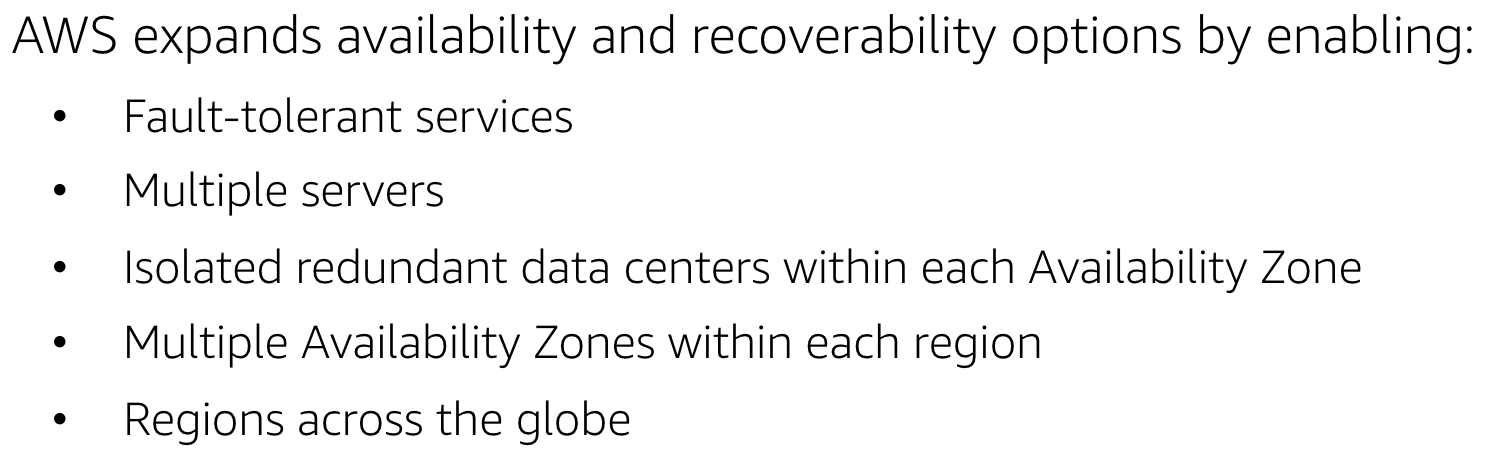 AWS expands availability and recoverability options by enabling:
• Fault-tolerant services
• Multiple servers
• Isolated redundant data centers within each Availability Zone
• Multiple Availability Zones within each region
• Regions across the globe